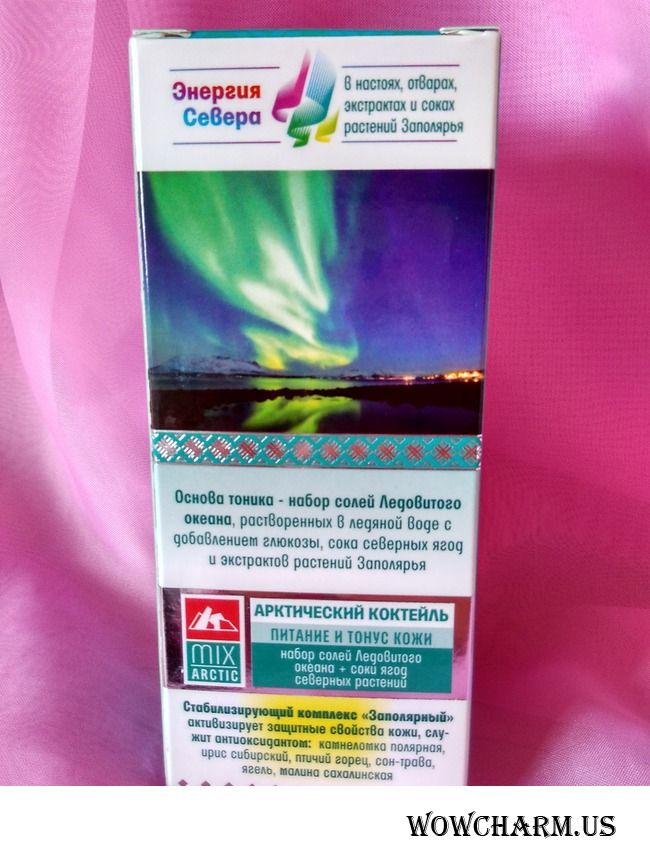 Энергия
Севера
в настоях, отварах,
экстрактах и соках
растений Заполярья
Основа тоника - набор солей Ледовитого
океана, растворенных в ледяной воде с
добавлением глюкозы, сока северных ягод
и экстрактов растений Заполярья
MIX
ARCTIC
АРКТИЧЕСКИЙ КОКТЕЙЛЬ
ПИТАНИЕ И ТОНУС КОЖИ
набор солей Ледовитого
океана + соки ягод
северных растений
Стабилизирующий комплекс «Заполярный»
активизирует защитные свойства кожи, слу-
жит антиоксидантом: камнеломка полярная,
ирис сибирский, птичий горец, сон-трава,
ягель, малина сахалинская
WOWCHARM.US